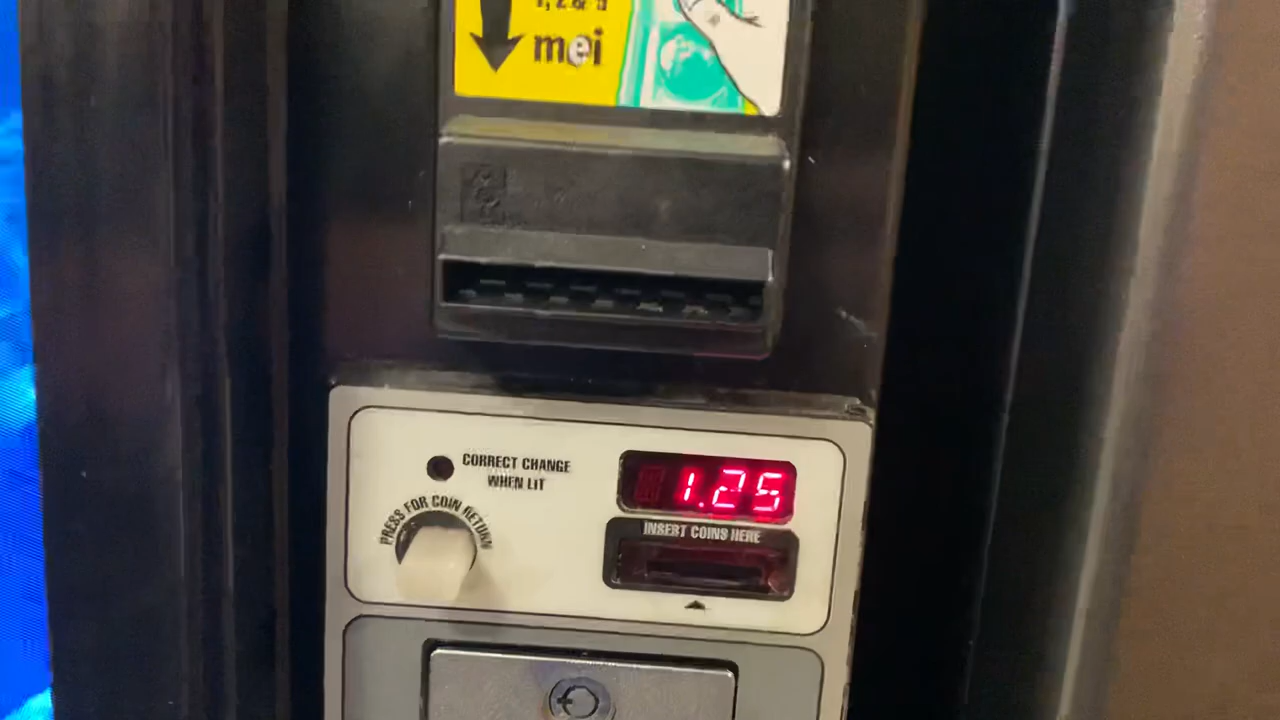 mei
CORRECT CHANGE
WHEN LIT
PRESS FOR COIN RETURN
1.25
INSERT COINS HERE